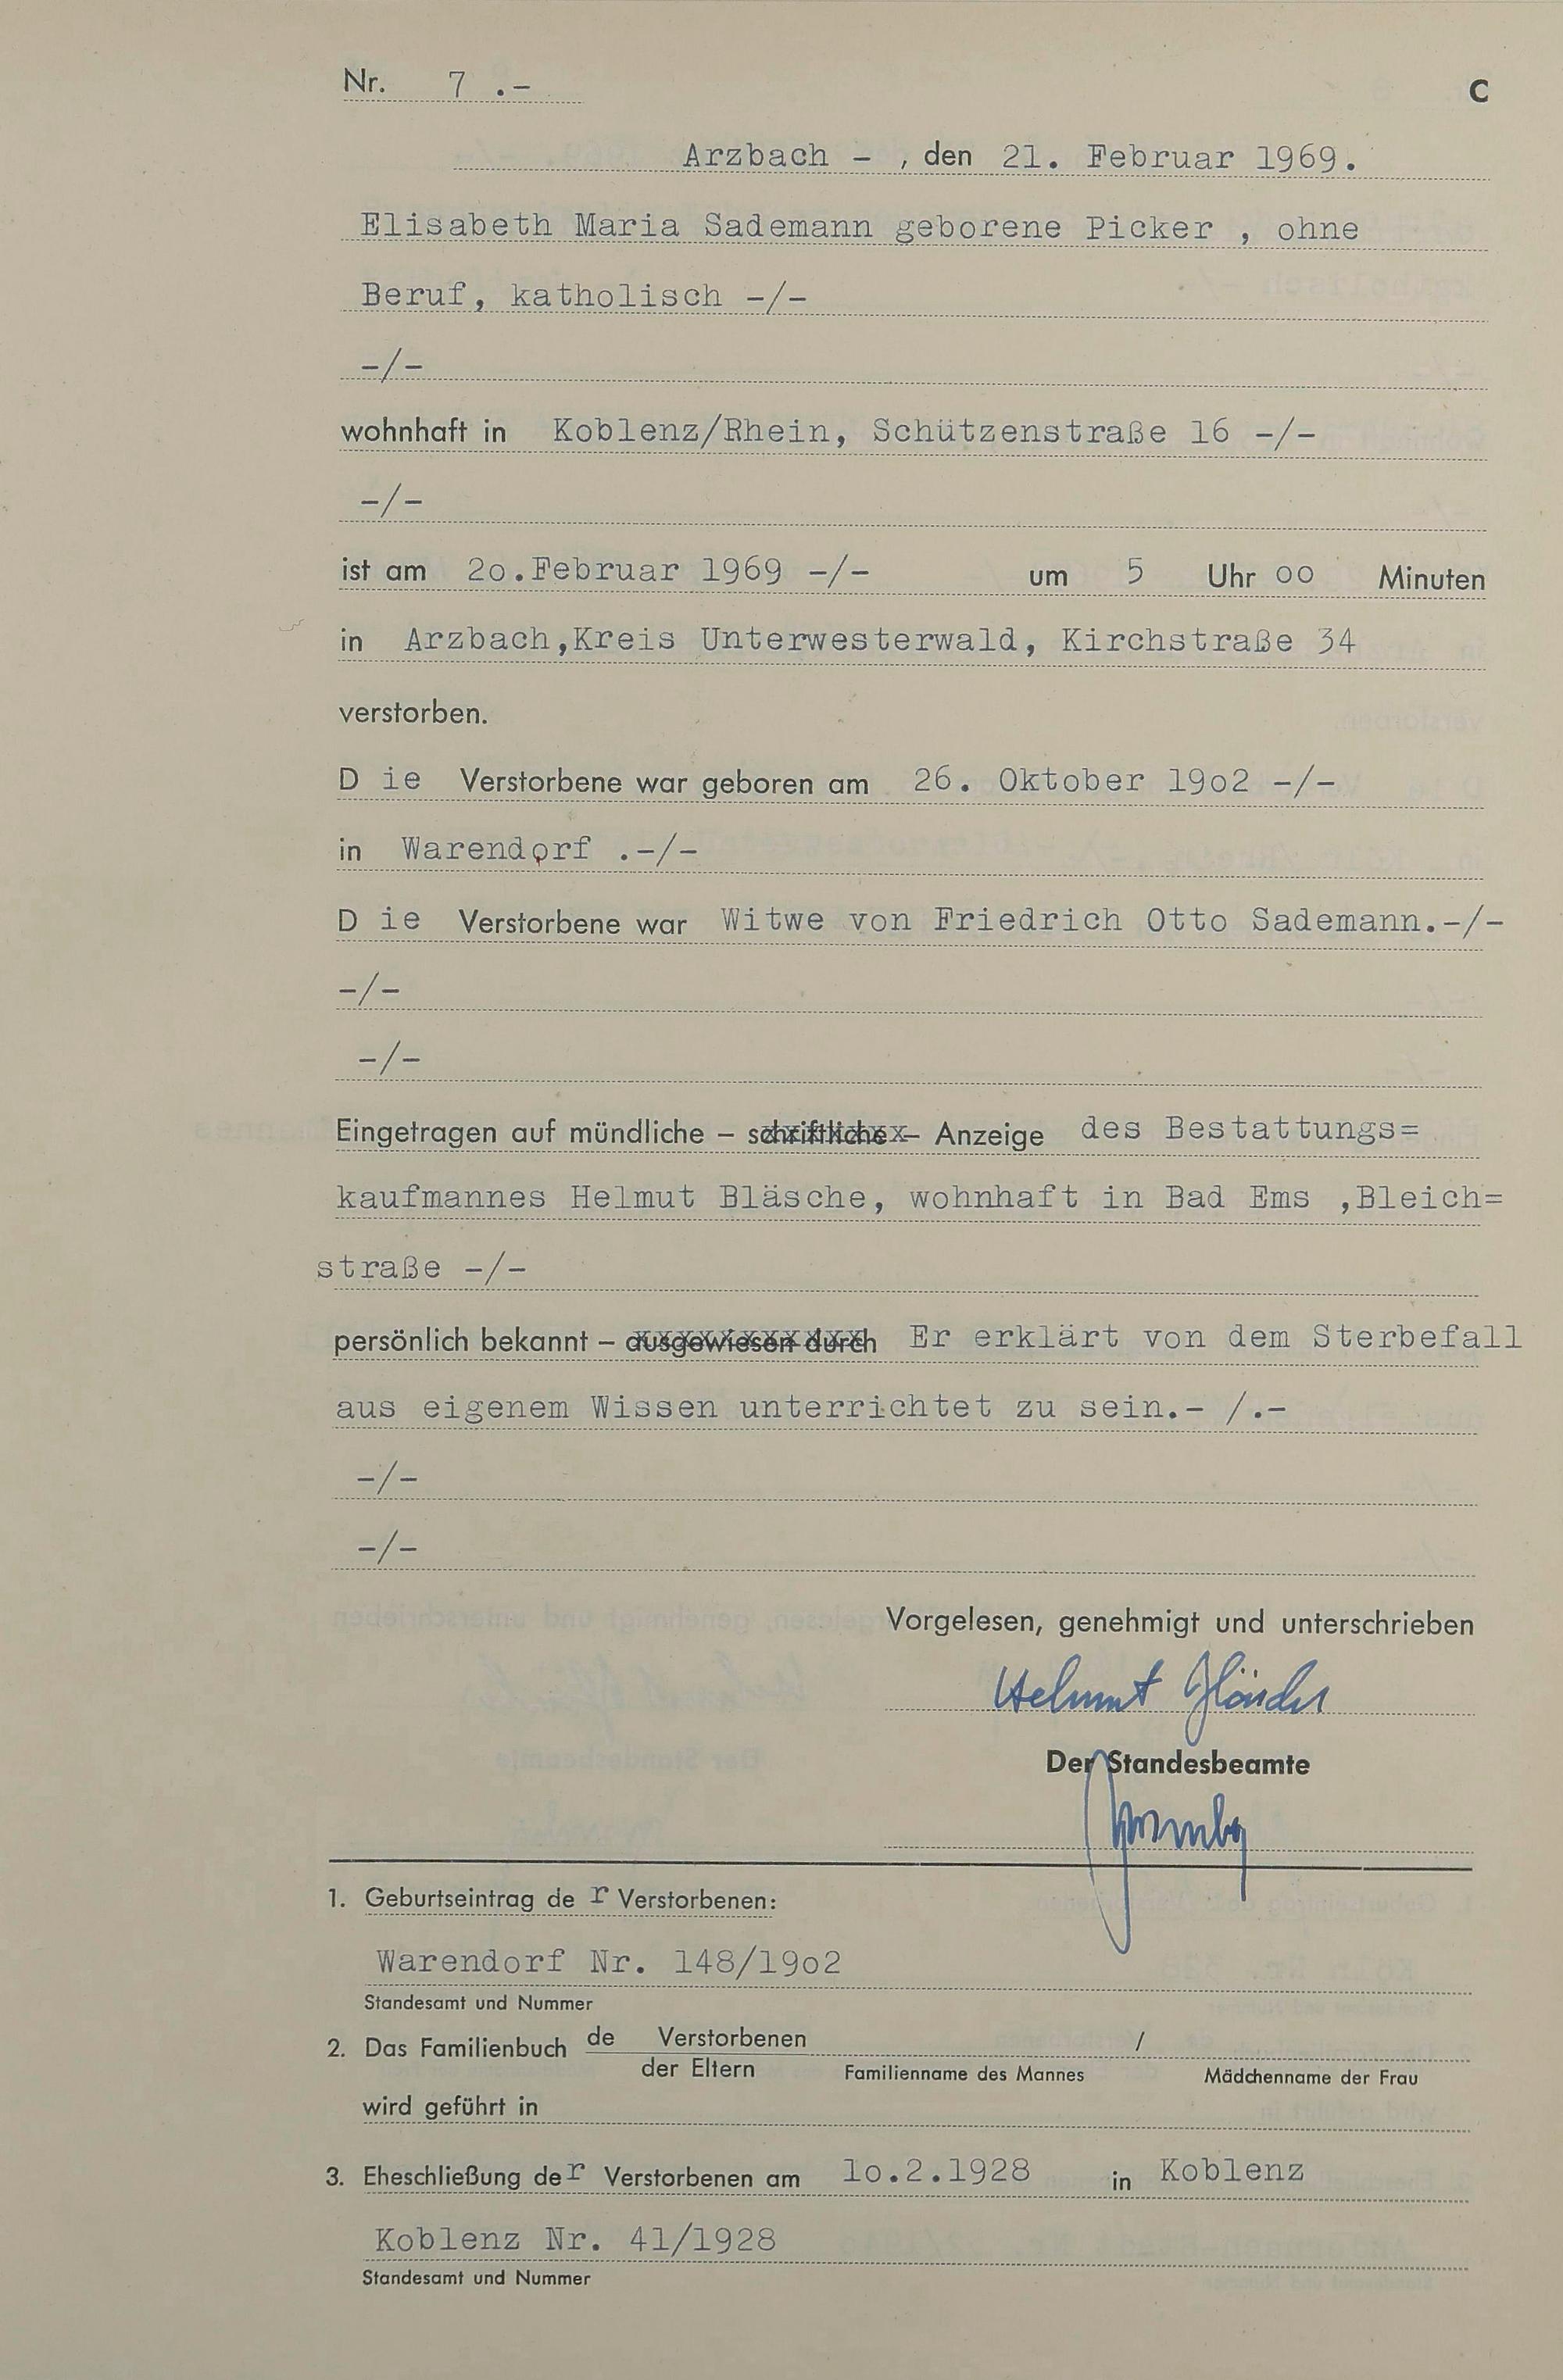 Nr. 7 .-
C
Arzbach - , den 21. Februar 1969.
Elisabeth Maria Sademann geborene Picker , ohne
Beruf, katholisch -/-
-/-
wohnhaft in Koblenz/Rhein, Schützenstraße 16 -/-
-/-
ist am 2o.Februar 1969 -/- um 5 Uhr oo Minuten
in Arzbach,Kreis Unterwesterwald, Kirchstraße 34
verstorben.
D ie Verstorbene war geboren am 26. Oktober 19o2 -/-
in Warendorf .-/-
D ie Verstorbene war Witwe von Friedrich Otto Sademann.-/-
-/-
-/-
Eingetragen auf mündliche – schriftliche – Anzeige des Bestattungs=
kaufmannes Helmut Bläsche, wohnhaft in Bad Ems ,Bleich=
straße -/-
persönlich bekannt – ausgewiesen durch Er erklärt von dem Sterbefall
aus eigenem Wissen unterrichtet zu sein.- /.-
-/-
-/-
Vorgelesen, genehmigt und unterschrieben
Helmut
Der Standesbeamte
1. Geburtseintrag de r Verstorbenen:
Warendorf Nr. 148/19o2
Standesamt und Nummer
2. Das Familienbuch de Verstorbenen /
der Eltern Familienname des Mannes Mädchenname der Frau
wird geführt in
3. Eheschließung der Verstorbenen am 1o.2.1928 in Koblenz
Koblenz Nr. 41/1928
Standesamt und Nummer